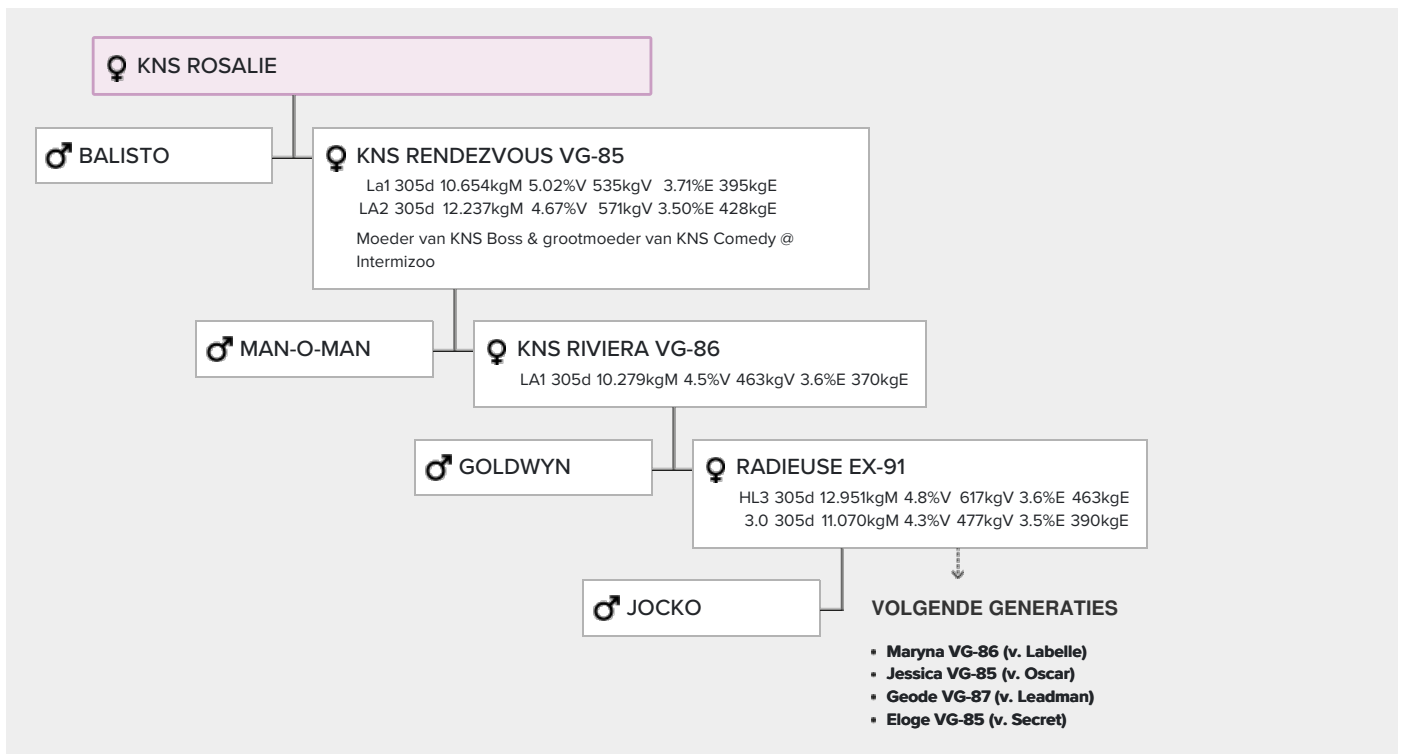 KNS ROSALIE
BALISTO
KNS RENDEZVOUS VG-85
La1 305d 10.654kgM 5.02%V 535kgV 3.71%E 395kgE
LA2 305d 12.237kgM 4.67%V 571kgV 3.50%E 428kgE
Moeder van KNS Boss & grootmoeder van KNS Comedy @
Intermizoo
MAN-O-MAN
KNS RIVIERA VG-86
LA1 305d 10.279kgM 4.5%V 463kgV 3.6%E 370kgE
GOLDWYN
RADIEUSE EX-91
HL3 305d 12.951kgM 4.8%V 617kgV 3.6%E 463kgE
3.0 305d 11.070kgM 4.3%V 477kgV 3.5%E 390kgE
JOCKO
VOLGENDE GENERATIES
Maryna VG-86 (v. Labelle)
Jessica VG-85 (v. Oscar)
Geode VG-87 (v. Leadman)
Eloge VG-85 (v. Secret)